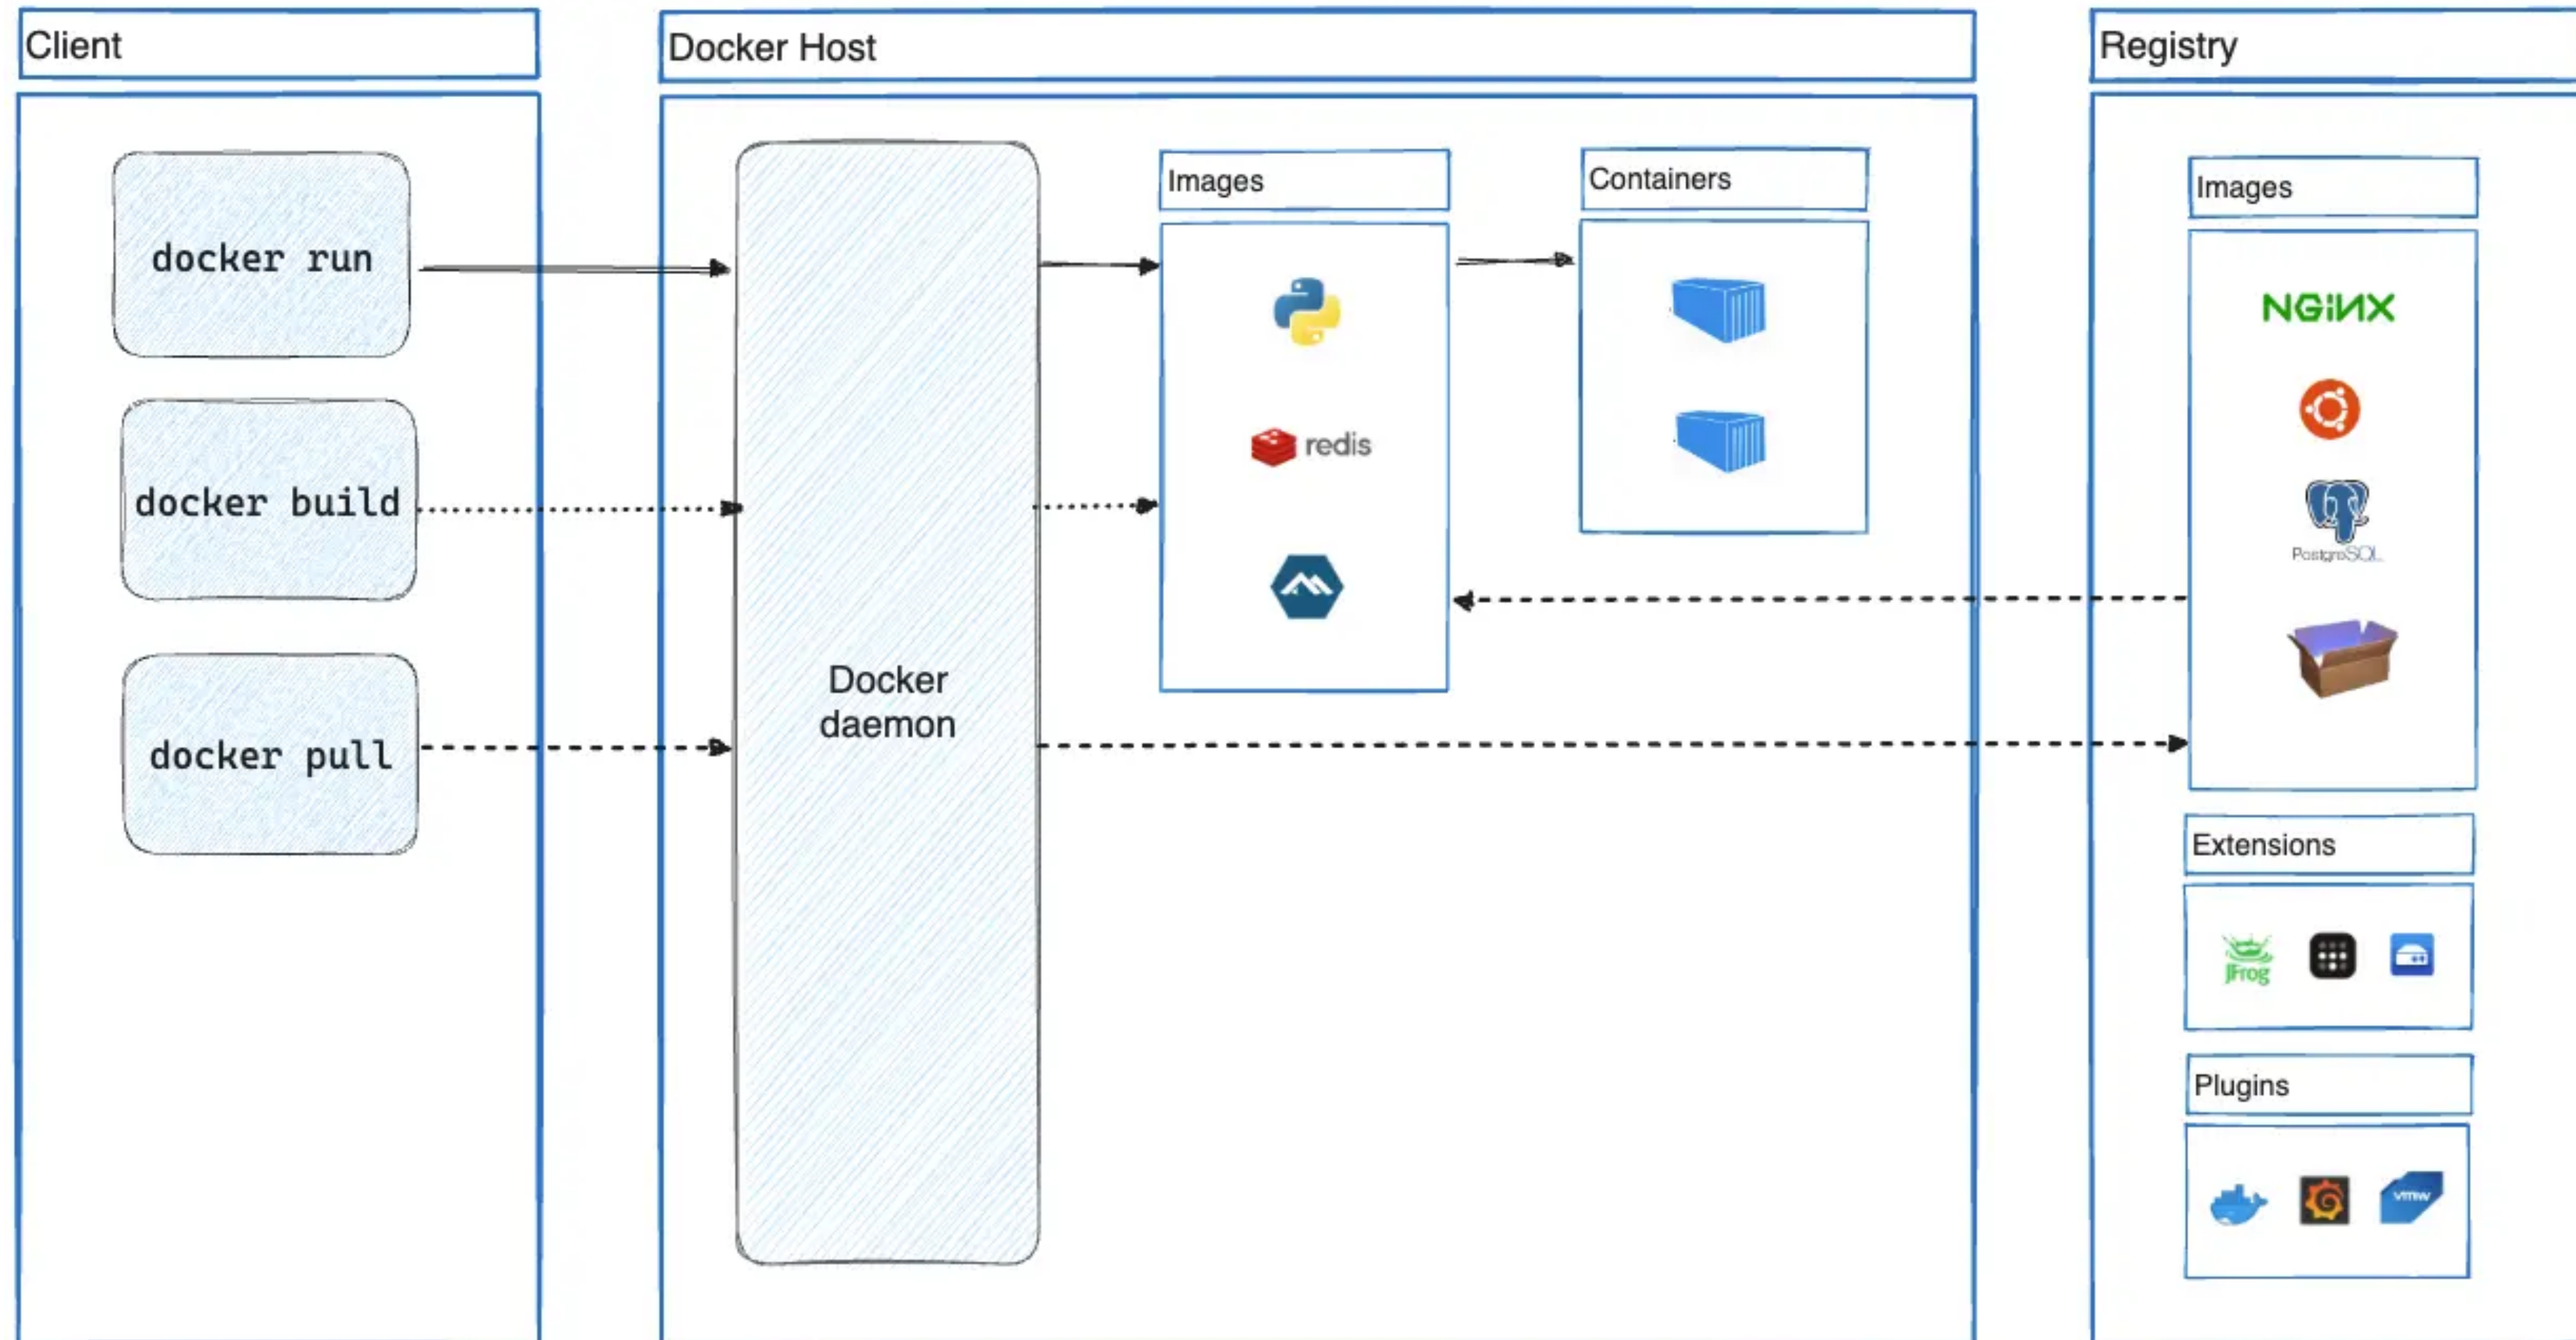 Client
docker run
docker build
docker pull
Docker Host
Docker
daemon
Images
redis
Containers
Registry
Images
NGINX
PostgreSQL
Extensions
JFrog
Plugins
vmw